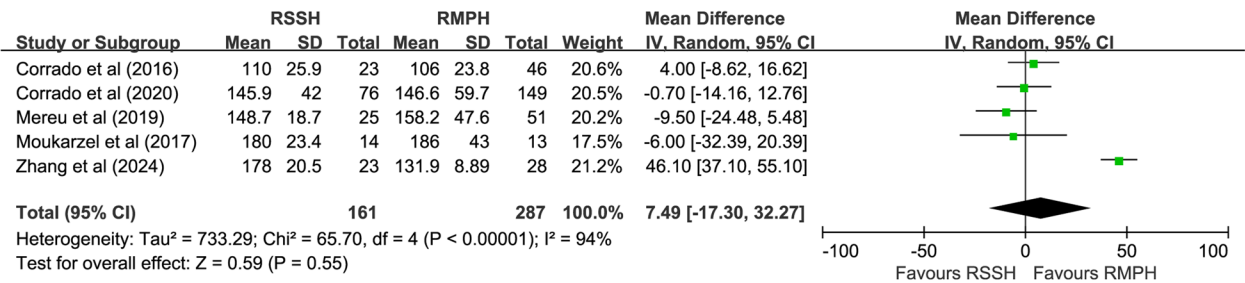 RSSH RMPH Mean Difference Mean Difference
Study or Subgroup Mean SD Total Mean SD Total Weight IV, Random, 95% CI IV, Random, 95% CI
Corrado et al (2016) 110 25.9 23 106 23.8 46 20.6% 4.00 [-8.62, 16.62]
Corrado et al (2020) 145.9 42 76 146.6 59.7 149 20.5% -0.70 [-14.16, 12.76]
Mereu et al (2019) 148.7 18.7 25 158.2 47.6 51 20.2% -9.50 [-24.48, 5.48]
Moukarzel et al (2017) 180 23.4 14 186 43 13 17.5% -6.00 [-32.39, 20.39]
Zhang et al (2024) 178 20.5 23 131.9 8.89 28 21.2% 46.10 [37.10, 55.10]
Total (95% CI) 161 287 100.0% 7.49 [-17.30, 32.27]
Heterogeneity: Tau² = 733.29; Chi² = 65.70, df = 4 (P < 0.00001); I² = 94%
Test for overall effect: Z = 0.59 (P = 0.55)
-100 -50 0 50 100
Favours RSSH Favours RMPH